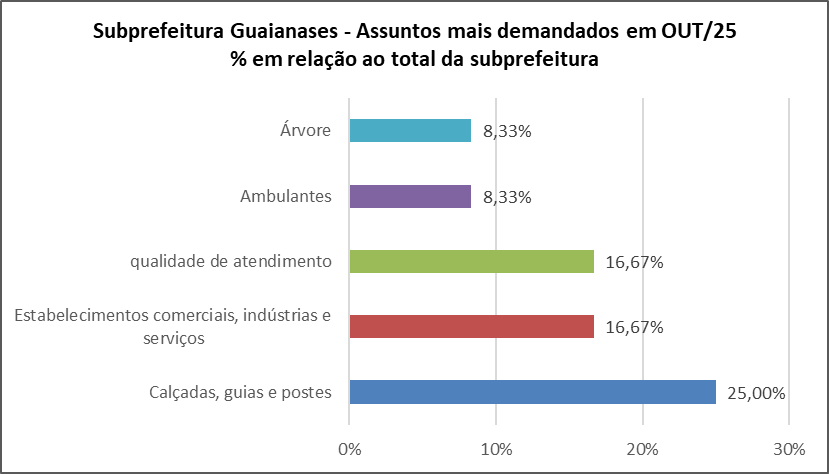 Subprefeitura Guaianases - Assuntos mais demandados em OUT/25
% em relação ao total da subprefeitura
Árvore
8,33%
Ambulantes
8,33%
qualidade de atendimento
16,67%
Estabelecimentos comerciais, indústrias e
serviços
16,67%
Calçadas, guias e postes
25,00%
0%
10%
20%
30%